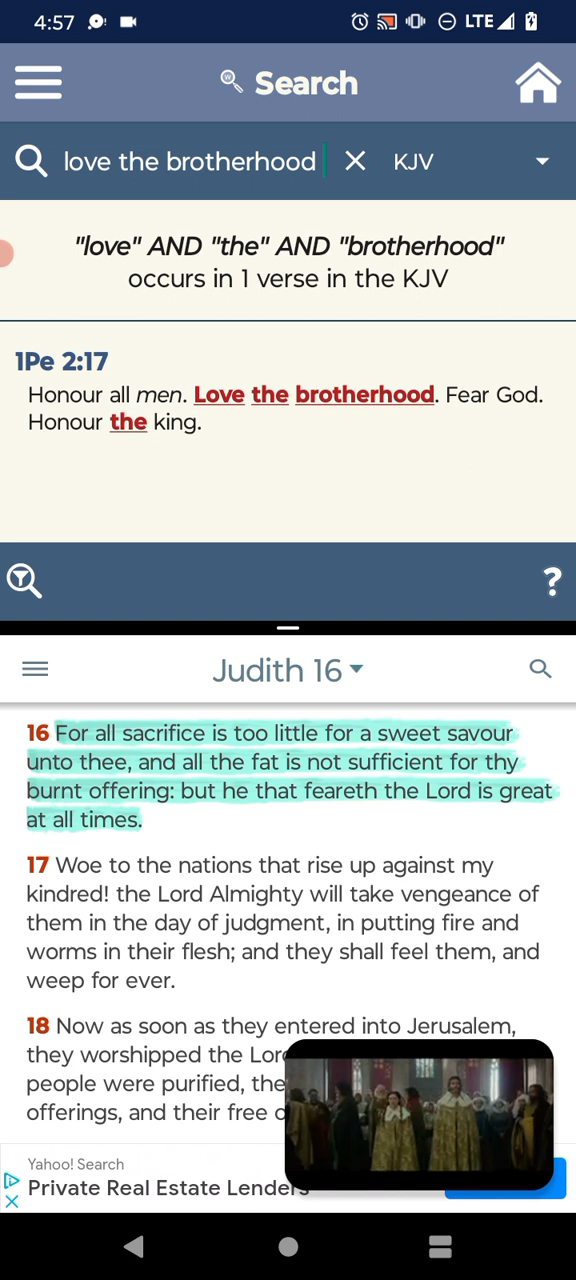 4:57
LTE
Search
love the brotherhood
KJV
"love" AND "the" AND "brotherhood"
occurs in 1 verse in the KJV
1Pe 2:17
Honour all men. Love the brotherhood. Fear God.
Honour the king.
?
Judith 16
16 For all sacrifice is too little for a sweet savour
unto thee, and all the fat is not sufficient for thy
burnt offering: but he that feareth the Lord is great
at all times.
17 Woe to the nations that rise up against my
kindred! the Lord Almighty will take vengeance of
them in the day of judgment, in putting fire and
worms in their flesh; and they shall feel them, and
weep for ever.
18 Now as soon as they entered into Jerusalem,
they worshipped the Lord
people were purified, the
offerings, and their free
Yahoo! Search
Private Real Estate Lenders